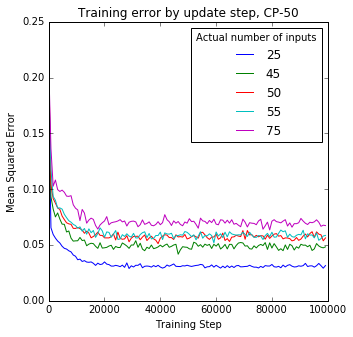 Training error by update step, CP-50
Mean Squared Error
0.25
0.20
0.15
0.10
0.05
0.00
Actual number of inputs
25
45
50
55
75
0 20000 40000 60000 80000 100000
Training Step